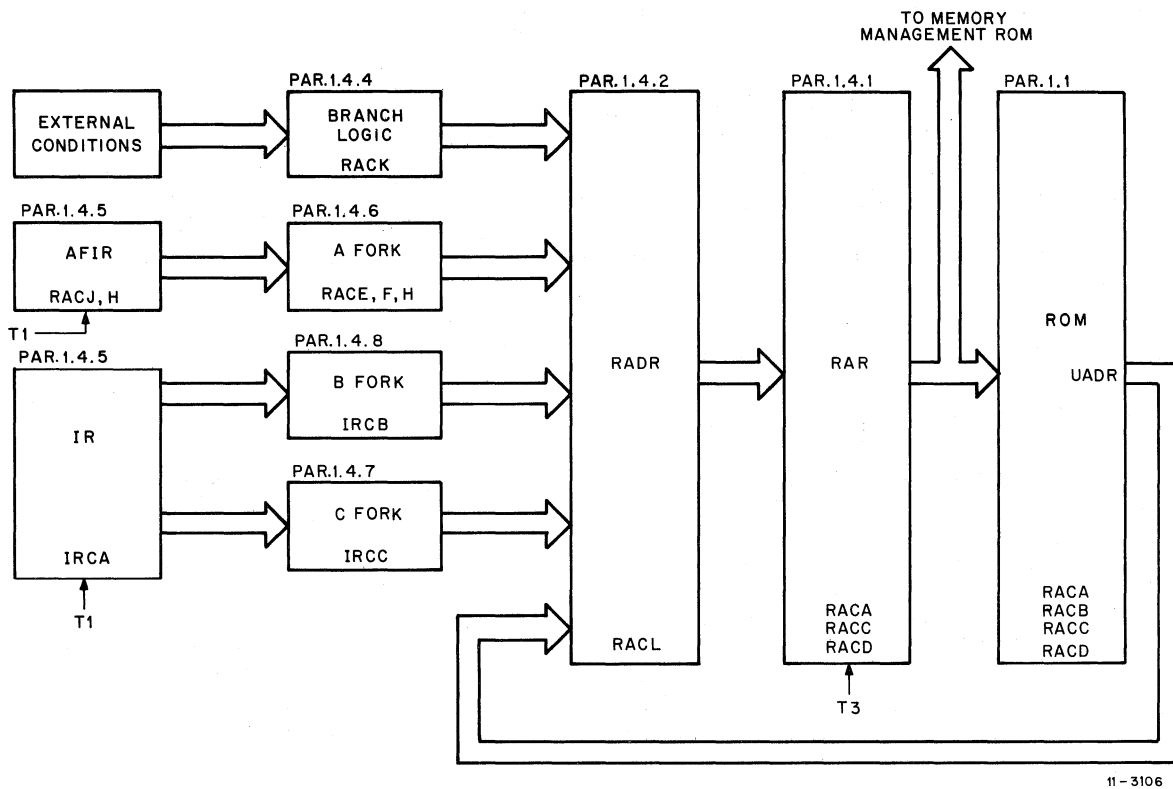 TO MEMORY
MANAGEMENT ROM
PAR.1.4.4
PAR.1.4.2
PAR.1.4.1
PAR.1.1
EXTERNAL
CONDITIONS
BRANCH
LOGIC
RACK
PAR.1.4.5
PAR.1.4.6
AFIR
RACJ, H
A FORK
RACE, F, H
T1
PAR.1.4.5
PAR.1.4.8
IR
IRCA
T1
B FORK
IRCB
PAR.1.4.7
C FORK
IRCC
RADR
RACL
RAR
RACA
RACC
RACD
T3
ROM
UADR
RACA
RACB
RACC
RACD
11-3106